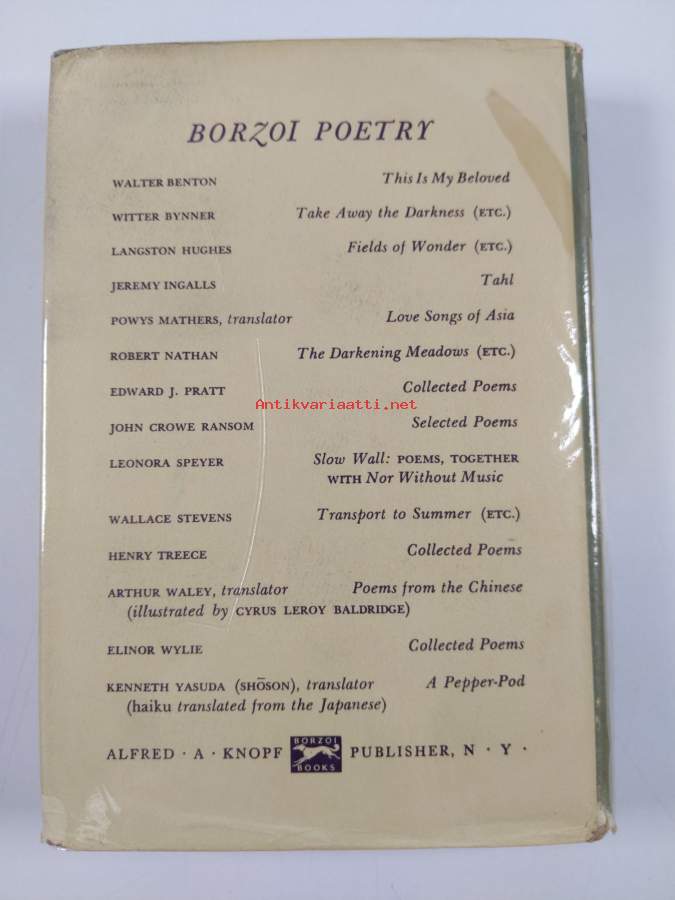 BORZOI POETRY
WALTER BENTON This Is My Beloved
WITTER BYNNER Take Away the Darkness (ETC.)
LANGSTON HUGHES Fields of Wonder (ETC.)
JEREMY INGALLS Tahl
POWYS MATHERS, translator Love Songs of Asia
ROBERT NATHAN The Darkening Meadows (ETC.)
EDWARD J. PRATT Collected Poems
Antikvariaatti.net
JOHN CROWE RANSOM Selected Poems
LEONORA SPEYER Slow Wall: POEMS, TOGETHER
WITH Nor Without Music
WALLACE STEVENS Transport to Summer (ETC.)
HENRY TREECE Collected Poems
ARTHUR WALEY, translator Poems from the Chinese
(illustrated by CYRUS LEROY BALDRIDGE)
ELINOR WYLIE Collected Poems
KENNETH YASUDA (SHŌSON), translator A Pepper-Pod
(haiku translated from the Japanese)
ALFRED · A · KNOPF BORZOI BOOKS PUBLISHER, N · Y ·